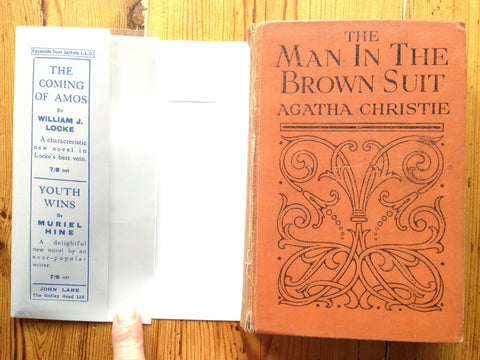 Facsimile Dust Jackets L.L.C.
THE
COMING
OF AMOS
By
WILLIAM J.
LOCKE
A characteristic
new novel in
Locke's best vein.
7/6 net
YOUTH
WINS
By
MURIEL
HINE
A delightful
new novel by an
ever-popular
writer.
7/6 net
JOHN LANE
The Bodley Head Ltd.
THE
MAN IN THE
BROWN SUIT
AGATHA CHRISTIE